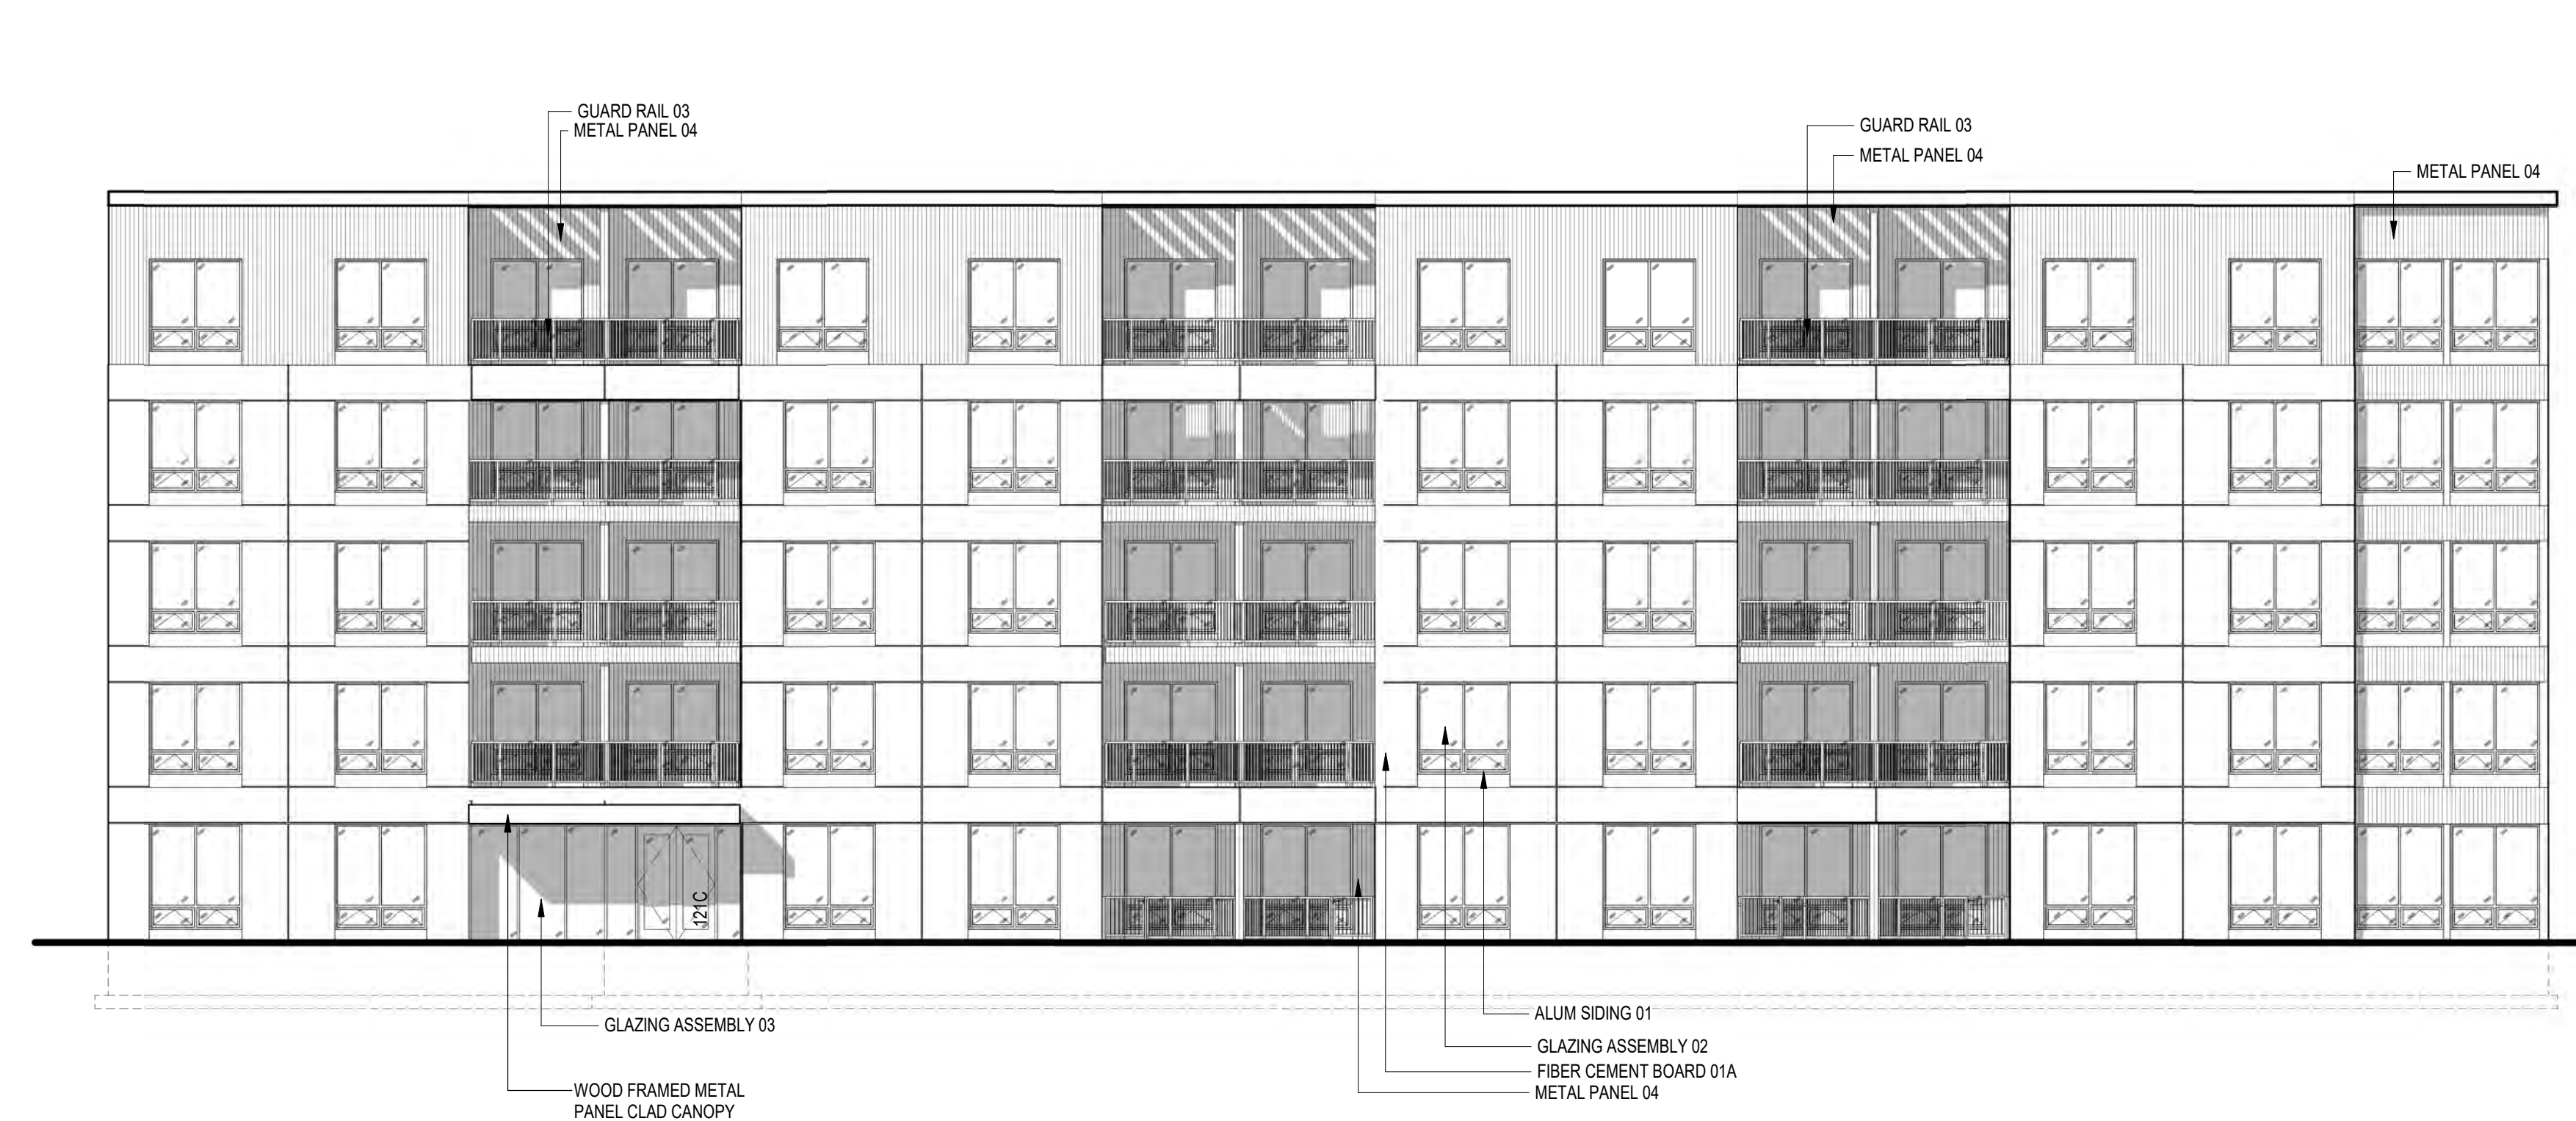 GUARD RAIL 03
METAL PANEL 04
GUARD RAIL 03
METAL PANEL 04
METAL PANEL 04
121C
GLAZING ASSEMBLY 03
WOOD FRAMED METAL
PANEL CLAD CANOPY
ALUM SIDING 01
GLAZING ASSEMBLY 02
FIBER CEMENT BOARD 01A
METAL PANEL 04